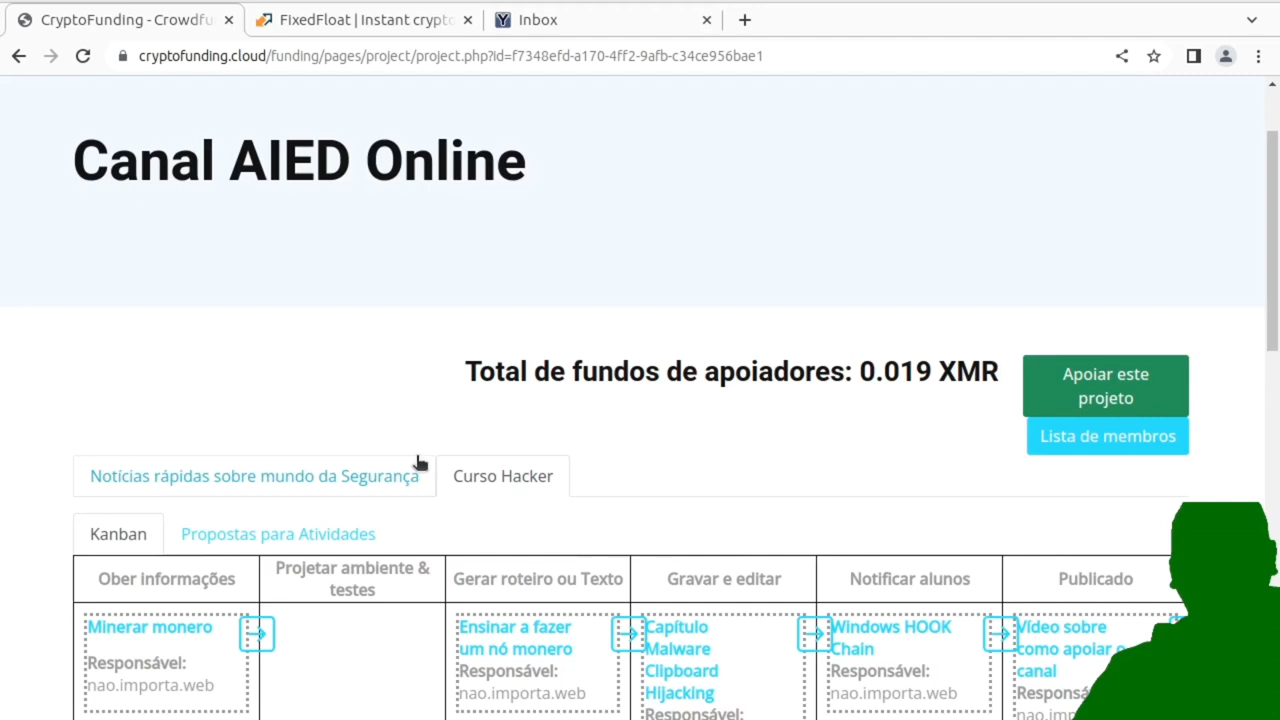 CryptoFunding - Crowdfu
FixedFloat | Instant crypto
Inbox
cryptofunding.cloud/funding/pages/project/project.php?id=f7348efd-a170-4ff2-9afb-c34ce956bae1
Canal AIED Online
Total de fundos de apoiadores: 0.019 XMR
Apoiar este
projeto
Lista de membros
Notícias rápidas sobre mundo da Segurança
Curso Hacker
Kanban
Propostas para Atividades
Ober informações
Projetar ambiente &
testes
Gerar roteiro ou Texto
Gravar e editar
Notificar alunos
Publicado
Minerar monero
Responsável:
nao.importa.web
Ensinar a fazer
um nó monero
Responsável:
nao.importa.web
Capítulo
Malware
Clipboard
Hijacking
Responsável:
Windows HOOK
Chain
Responsável:
nao.importa.web
Vídeo sobre
como apoiar o
canal
Responsá
nao.im